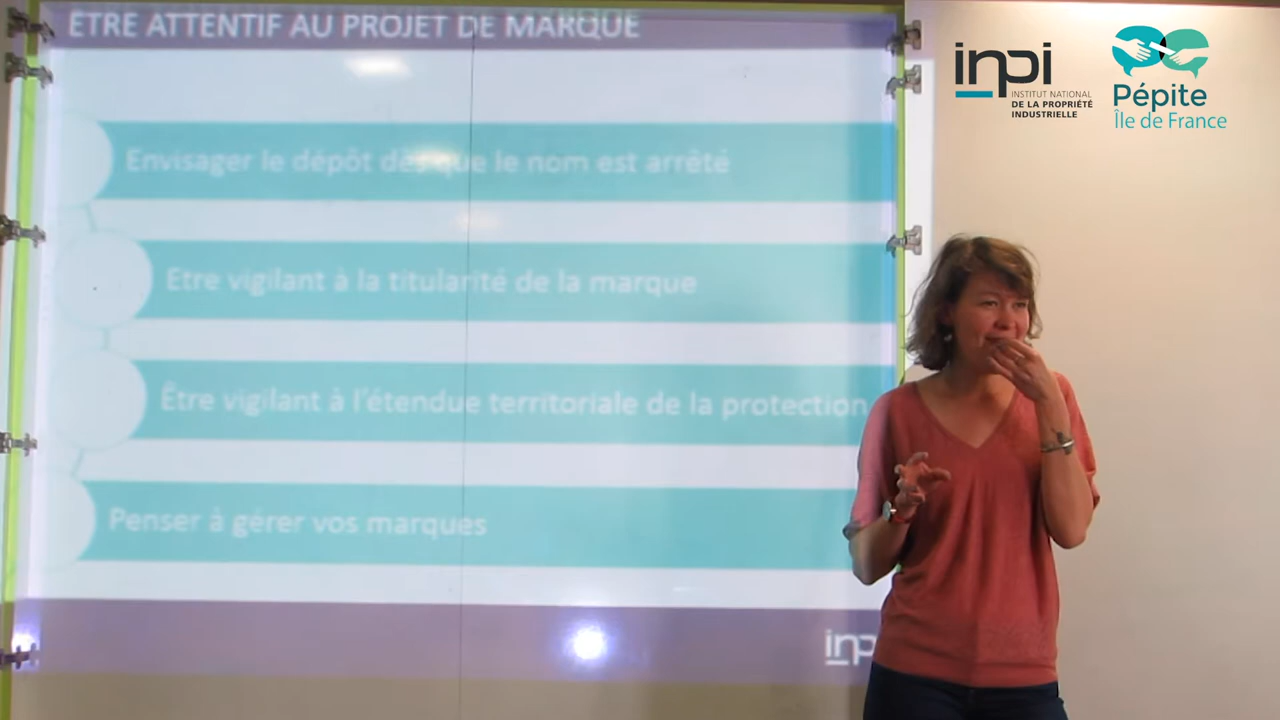 ÊTRE ATTENTIF AU PROJET DE MARQUE
Envisager le dépôt dès que le nom est arrêté
Etre vigilant à la titularité de la marque
Être vigilant à l'étendue territoriale de la protection
Penser à gérer vos marques
inpi
inpi
INSTITUT NATIONAL
DE LA PROPRIÉTÉ
INDUSTRIELLE
Pépite
Île de France